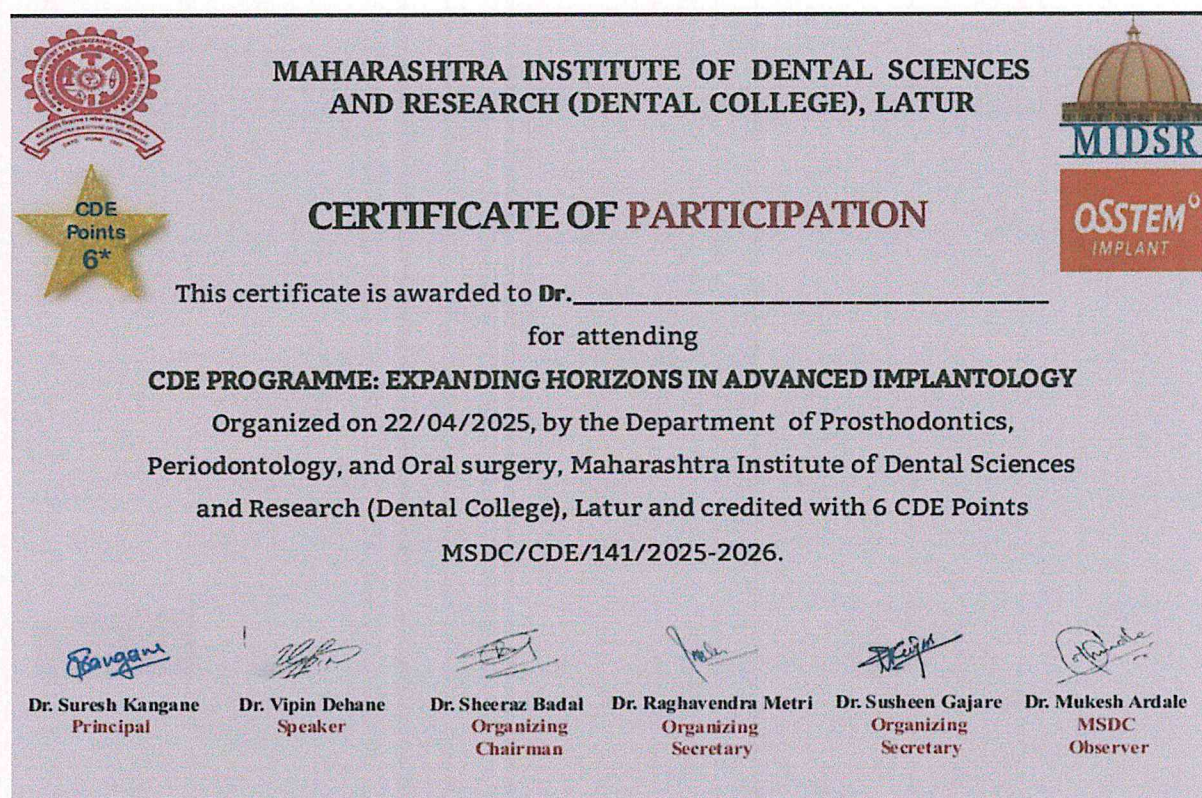 MAHARASHTRA INSTITUTE OF DENTAL SCIENCES
AND RESEARCH (DENTAL COLLEGE), LATUR
MIDSR
CDE
Points
6*
CERTIFICATE OF PARTICIPATION
OSSTEM
IMPLANT
This certificate is awarded to Dr.____________________
for attending
CDE PROGRAMME: EXPANDING HORIZONS IN ADVANCED IMPLANTOLOGY
Organized on 22/04/2025, by the Department of Prosthodontics,
Periodontology, and Oral surgery, Maharashtra Institute of Dental Sciences
and Research (Dental College), Latur and credited with 6 CDE Points
MSDC/CDE/141/2025-2026.
Dr. Suresh Kangane
Principal
Dr. Vipin Dehane
Speaker
Dr. Sheeraz Badal
Organizing
Chairman
Dr. Raghavendra Metri
Organizing
Secretary
Dr. Susheen Gajare
Organizing
Secretary
Dr. Mukesh Ardale
MSDC
Observer